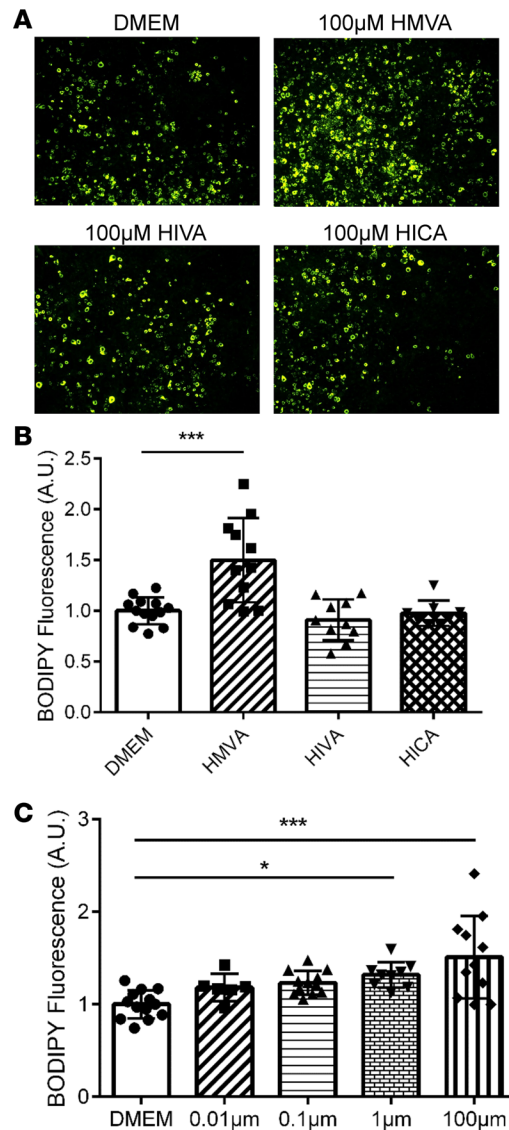 A
DMEM
100µM HMVA
100µM HIVA
100µM HICA
B
***
2.5
2.0
1.5
1.0
0.5
0.0
BODIPY Fluorescence (A.U.)
DMEM
HMVA
HIVA
HICA
C
***
*
3
2
1
0
BODIPY Fluorescence (A.U.)
DMEM 0.01µm 0.1µm 1µm 100µm